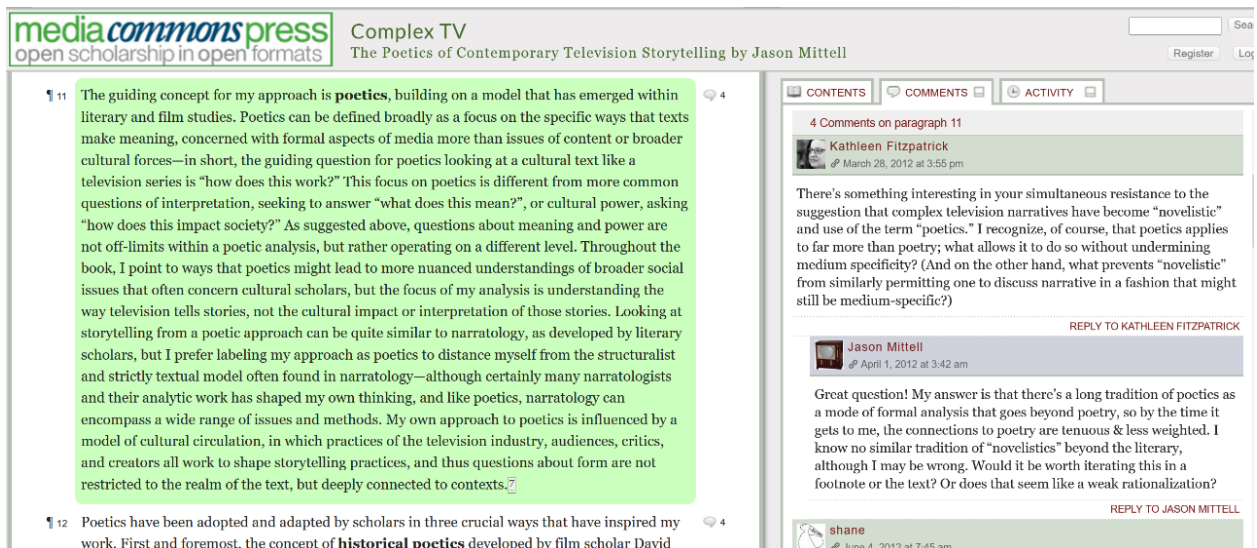 mediacommonspress
open scholarship in open formats
Complex TV
The Poetics of Contemporary Television Storytelling by Jason Mittell
Register
¶ 11 The guiding concept for my approach is poetics, building on a model that has emerged within
literary and film studies. Poetics can be defined broadly as a focus on the specific ways that texts
make meaning, concerned with formal aspects of media more than issues of content or broader
cultural forces—in short, the guiding question for poetics looking at a cultural text like a
television series is “how does this work?” This focus on poetics is different from more common
questions of interpretation, seeking to answer “what does this mean?”, or cultural power, asking
“how does this impact society?” As suggested above, questions about meaning and power are
not off-limits within a poetic analysis, but rather operating on a different level. Throughout the
book, I point to ways that poetics might lead to more nuanced understandings of broader social
issues that often concern cultural scholars, but the focus of my analysis is understanding the
way television tells stories, not the cultural impact or interpretation of those stories. Looking at
storytelling from a poetic approach can be quite similar to narratology, as developed by literary
scholars, but I prefer labeling my approach as poetics to distance myself from the structuralist
and strictly textual model often found in narratology—although certainly many narratologists
and their analytic work has shaped my own thinking, and like poetics, narratology can
encompass a wide range of issues and methods. My own approach to poetics is influenced by a
model of cultural circulation, in which practices of the television industry, audiences, critics,
and creators all work to shape storytelling practices, and thus questions about form are not
restricted to the realm of the text, but deeply connected to contexts.7
4
¶ 12 Poetics have been adopted and adapted by scholars in three crucial ways that have inspired my
work. First and foremost, the concept of historical poetics developed by film scholar David
4
CONTENTS
COMMENTS
ACTIVITY
4 Comments on paragraph 11
Kathleen Fitzpatrick
March 28, 2012 at 3:55 pm
There’s something interesting in your simultaneous resistance to the
suggestion that complex television narratives have become “novelistic”
and use of the term “poetics.” I recognize, of course, that poetics applies
to far more than poetry; what allows it to do so without undermining
medium specificity? (And on the other hand, what prevents “novelistic”
from similarly permitting one to discuss narrative in a fashion that might
still be medium-specific?)
REPLY TO KATHLEEN FITZPATRICK
Jason Mittell
April 1, 2012 at 3:42 am
Great question! My answer is that there’s a long tradition of poetics as
a mode of formal analysis that goes beyond poetry, so by the time it
gets to me, the connections to poetry are tenuous & less weighted. I
know no similar tradition of “novelistics” beyond the literary,
although I may be wrong. Would it be worth iterating this in a
footnote or the text? Or does that seem like a weak rationalization?
REPLY TO JASON MITTELL
shane
June 4, 2012 at 7:45 am